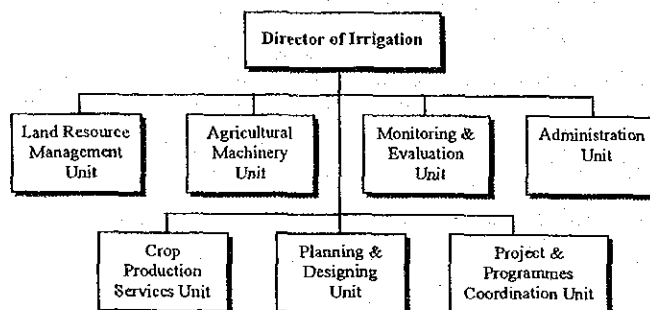 Director of Irrigation
Land Resource
Management
Unit
Agricultural
Machinery
Unit
Monitoring &
Evaluation
Unit
Administration
Unit
Crop
Production
Services Unit
Planning &
Designing
Unit
Project &
Programmes
Coordination Unit